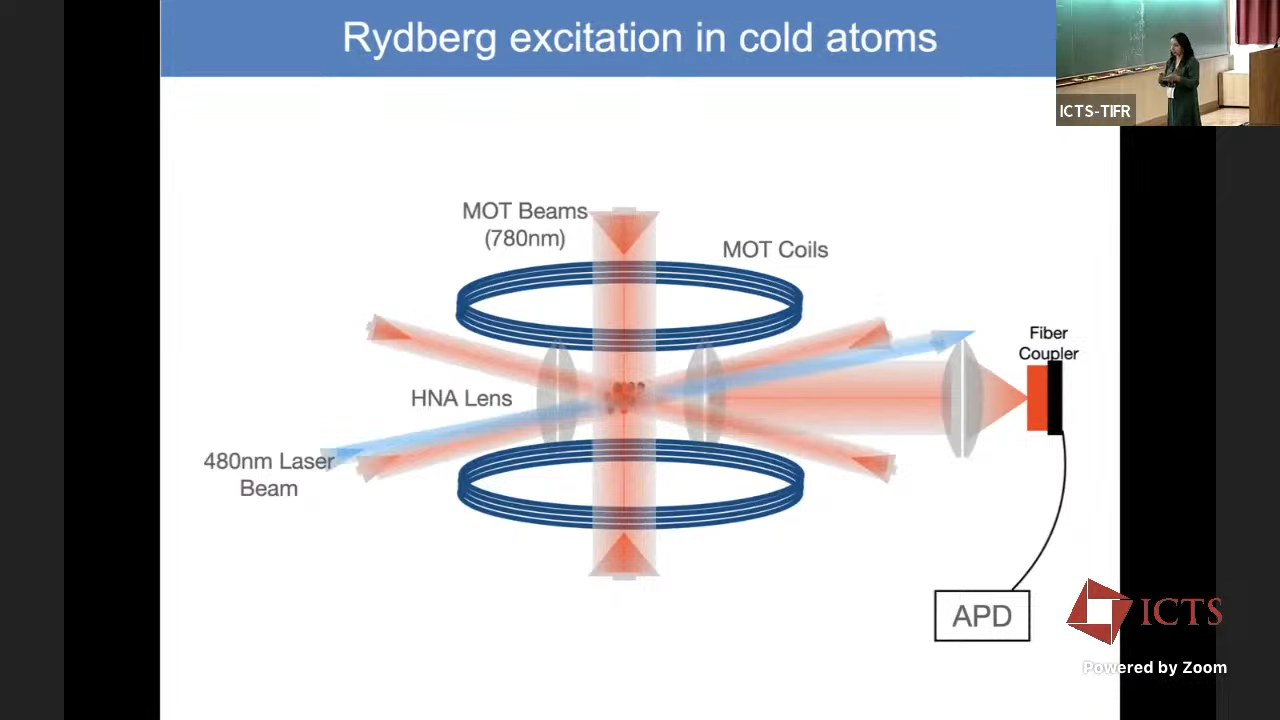 Rydberg excitation in cold atoms
ICTS-TIFR
MOT Beams
(780nm)
MOT Coils
Fiber
Coupler
HNA Lens
480nm Laser
Beam
APD
ICTS
Powered by Zoom